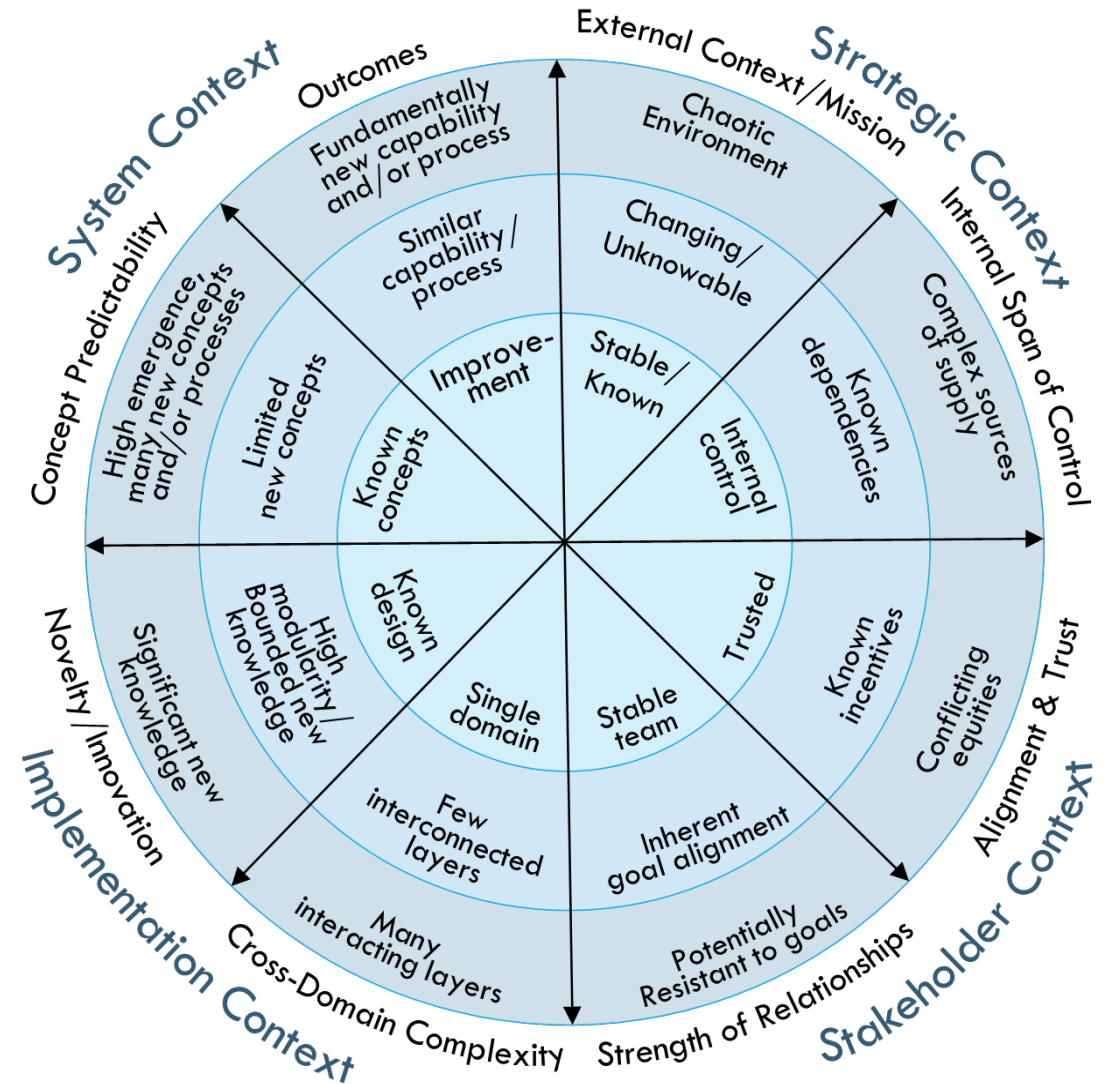 System Context
Outcomes
Fundamentally
new capability
and/or process
Similar
capability/
process
Improve-
ment
External Context/Mission
Strategic Context
Chaotic
Environment
Changing/
Unknowable
Stable/
Known
Internal Span of Control
Complex sources
of supply
Known
dependencies
Internal
control
Alignment & Trust
Stakeholder Context
Conflicting
equities
Known
incentives
Trusted
Strength of Relationships
Potentially
Resistant to goals
Inherent
goal alignment
Stable
team
Cross-Domain Complexity
Implementation Context
Many
interacting layers
Few
interconnected
layers
Single
domain
Novelty/Innovation
Significant new
knowledge
High
modularity/
Bounded new
knowledge
Known
design
Concept Predictability
High emergence,
many new concepts
and/or processes
Limited
new concepts
Known
concepts